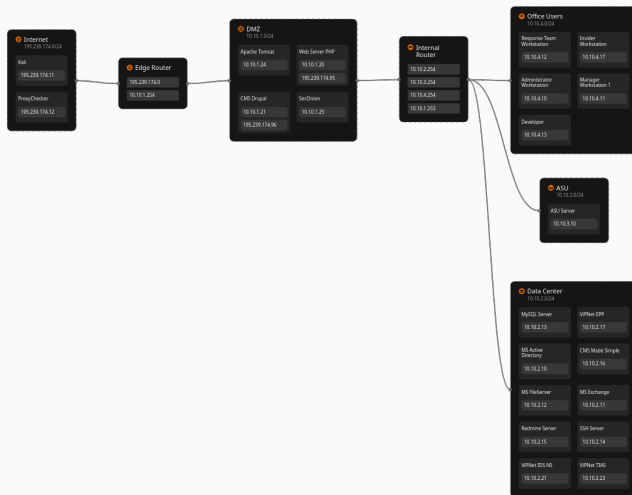 Internet
195.239.174.0/24
Kali
195.239.174.11
ProxyChecker
195.239.174.12
Edge Router
195.239.174.0
10.10.1.254
DMZ
10.10.1.0/24
Apache Tomcat
10.10.1.24
Web Server PHP
10.10.1.20
195.239.174.95
CMS Drupal
10.10.1.21
195.239.174.96
SecOnion
10.10.1.25
Internal
Router
10.10.2.254
10.10.3.254
10.10.4.254
10.10.1.253
Office Users
10.10.4.0/24
Response Team
Workstation
10.10.4.12
Insider
Workstation
10.10.4.17
Administrator
Workstation
10.10.4.10
Manager
Workstation 1
10.10.4.11
Developer
10.10.4.13
ASU
10.10.3.0/24
ASU Server
10.10.3.10
Data Center
10.10.2.0/24
MySQL Server
10.10.2.13
ViPNet EPP
10.10.2.17
MS Active
Directory
10.10.2.10
CMS Made Simple
10.10.2.16
MS FileServer
10.10.2.12
MS Exchange
10.10.2.11
Redmine Server
10.10.2.15
SSH Server
10.10.2.14
ViPNet IDS NS
10.10.2.21
ViPNet TIAS
10.10.2.23